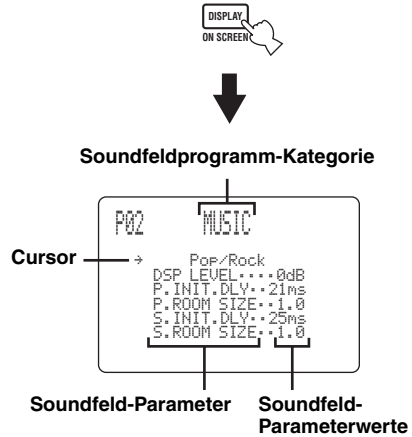 DISPLAY
ON SCREEN
Soundfeldprogramm-Kategorie
P02 MUSIC
Cursor → Pop/Rock
DSP LEVEL····0dB
P.INIT.DLY··21ms
P.ROOM SIZE··1.0
S.INIT.DLY··25ms
S.ROOM SIZE··1.0
Soundfeld-Parameter Soundfeld-
Parameterwerte